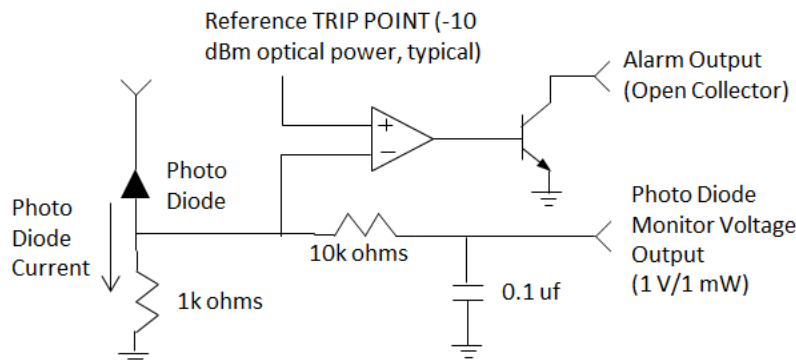 Reference TRIP POINT (-10
dBm optical power, typical)
Alarm Output
(Open Collector)
+
−
Photo
Diode
Photo
Diode
Current
Photo Diode
Monitor Voltage
Output
(1 V/1 mW)
10k ohms
0.1 uf
1k ohms